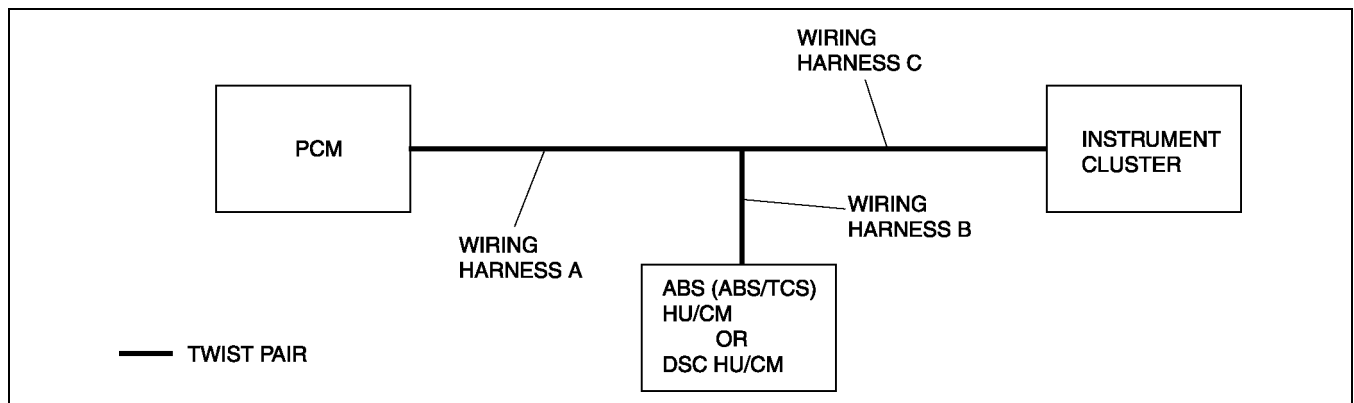 WIRING
HARNESS C
PCM
INSTRUMENT
CLUSTER
WIRING
HARNESS B
WIRING
HARNESS A
ABS (ABS/TCS)
HU/CM
OR
DSC HU/CM
TWIST PAIR